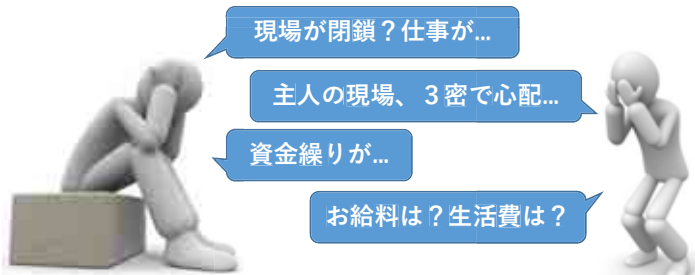 現場が閉鎖？仕事が…
主人の現場、３密で心配…
資金繰りが…
お給料は？生活費は？